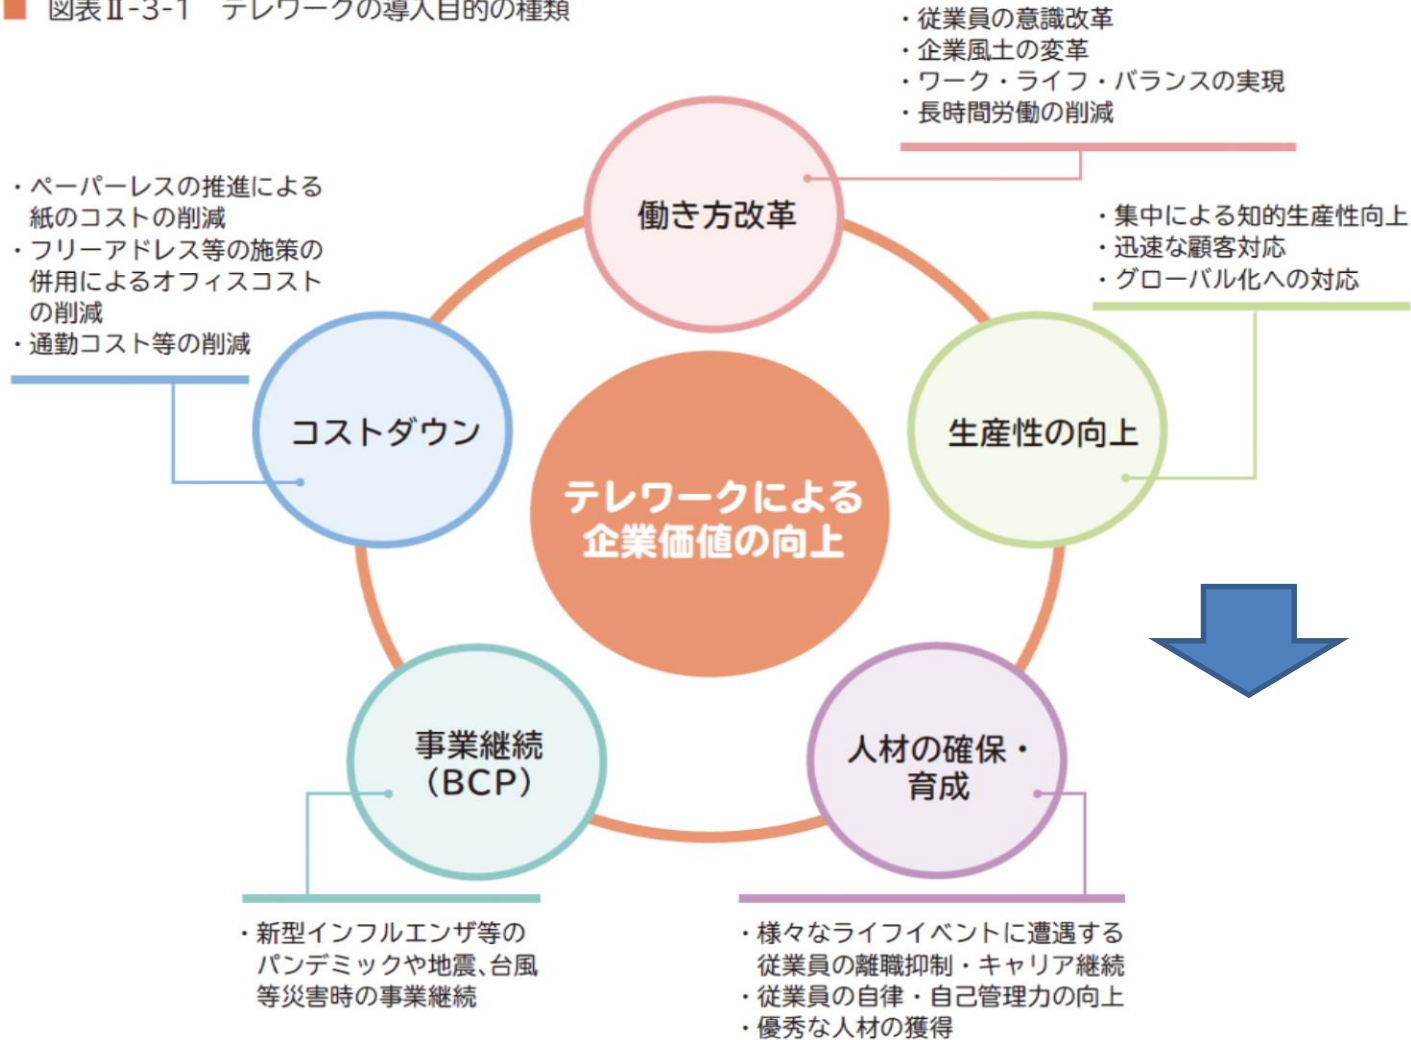 ■ 図表Ⅱ-3-1 テレワークの導入目的の種類
・従業員の意識改革
・企業風土の変革
・ワーク・ライフ・バランスの実現
・長時間労働の削減
働き方改革
・集中による知的生産性向上
・迅速な顧客対応
・グローバル化への対応
生産性の向上
・ペーパーレスの推進による
紙のコストの削減
・フリーアドレス等の施策の
併用によるオフィスコスト
の削減
・通勤コスト等の削減
コストダウン
テレワークによる
企業価値の向上
事業継続
（BCP）
・新型インフルエンザ等の
パンデミックや地震、台風
等災害時の事業継続
人材の確保・
育成
・様々なライフイベントに遭遇する
従業員の離職抑制・キャリア継続
・従業員の自律・自己管理力の向上
・優秀な人材の獲得